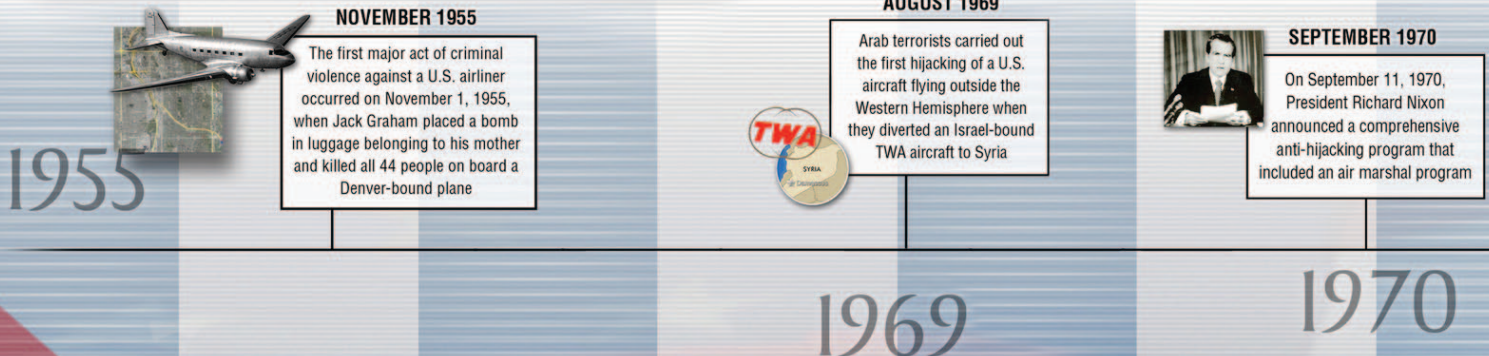 NOVEMBER 1955
The first major act of criminal
violence against a U.S. airliner
occurred on November 1, 1955,
when Jack Graham placed a bomb
in luggage belonging to his mother
and killed all 44 people on board a
Denver-bound plane
1955
AUGUST 1969
Arab terrorists carried out
the first hijacking of a U.S.
aircraft flying outside the
Western Hemisphere when
they diverted an Israel-bound
TWA aircraft to Syria
TWA
SYRIA
Damascus
1969
SEPTEMBER 1970
On September 11, 1970,
President Richard Nixon
announced a comprehensive
anti-hijacking program that
included an air marshal program
1970